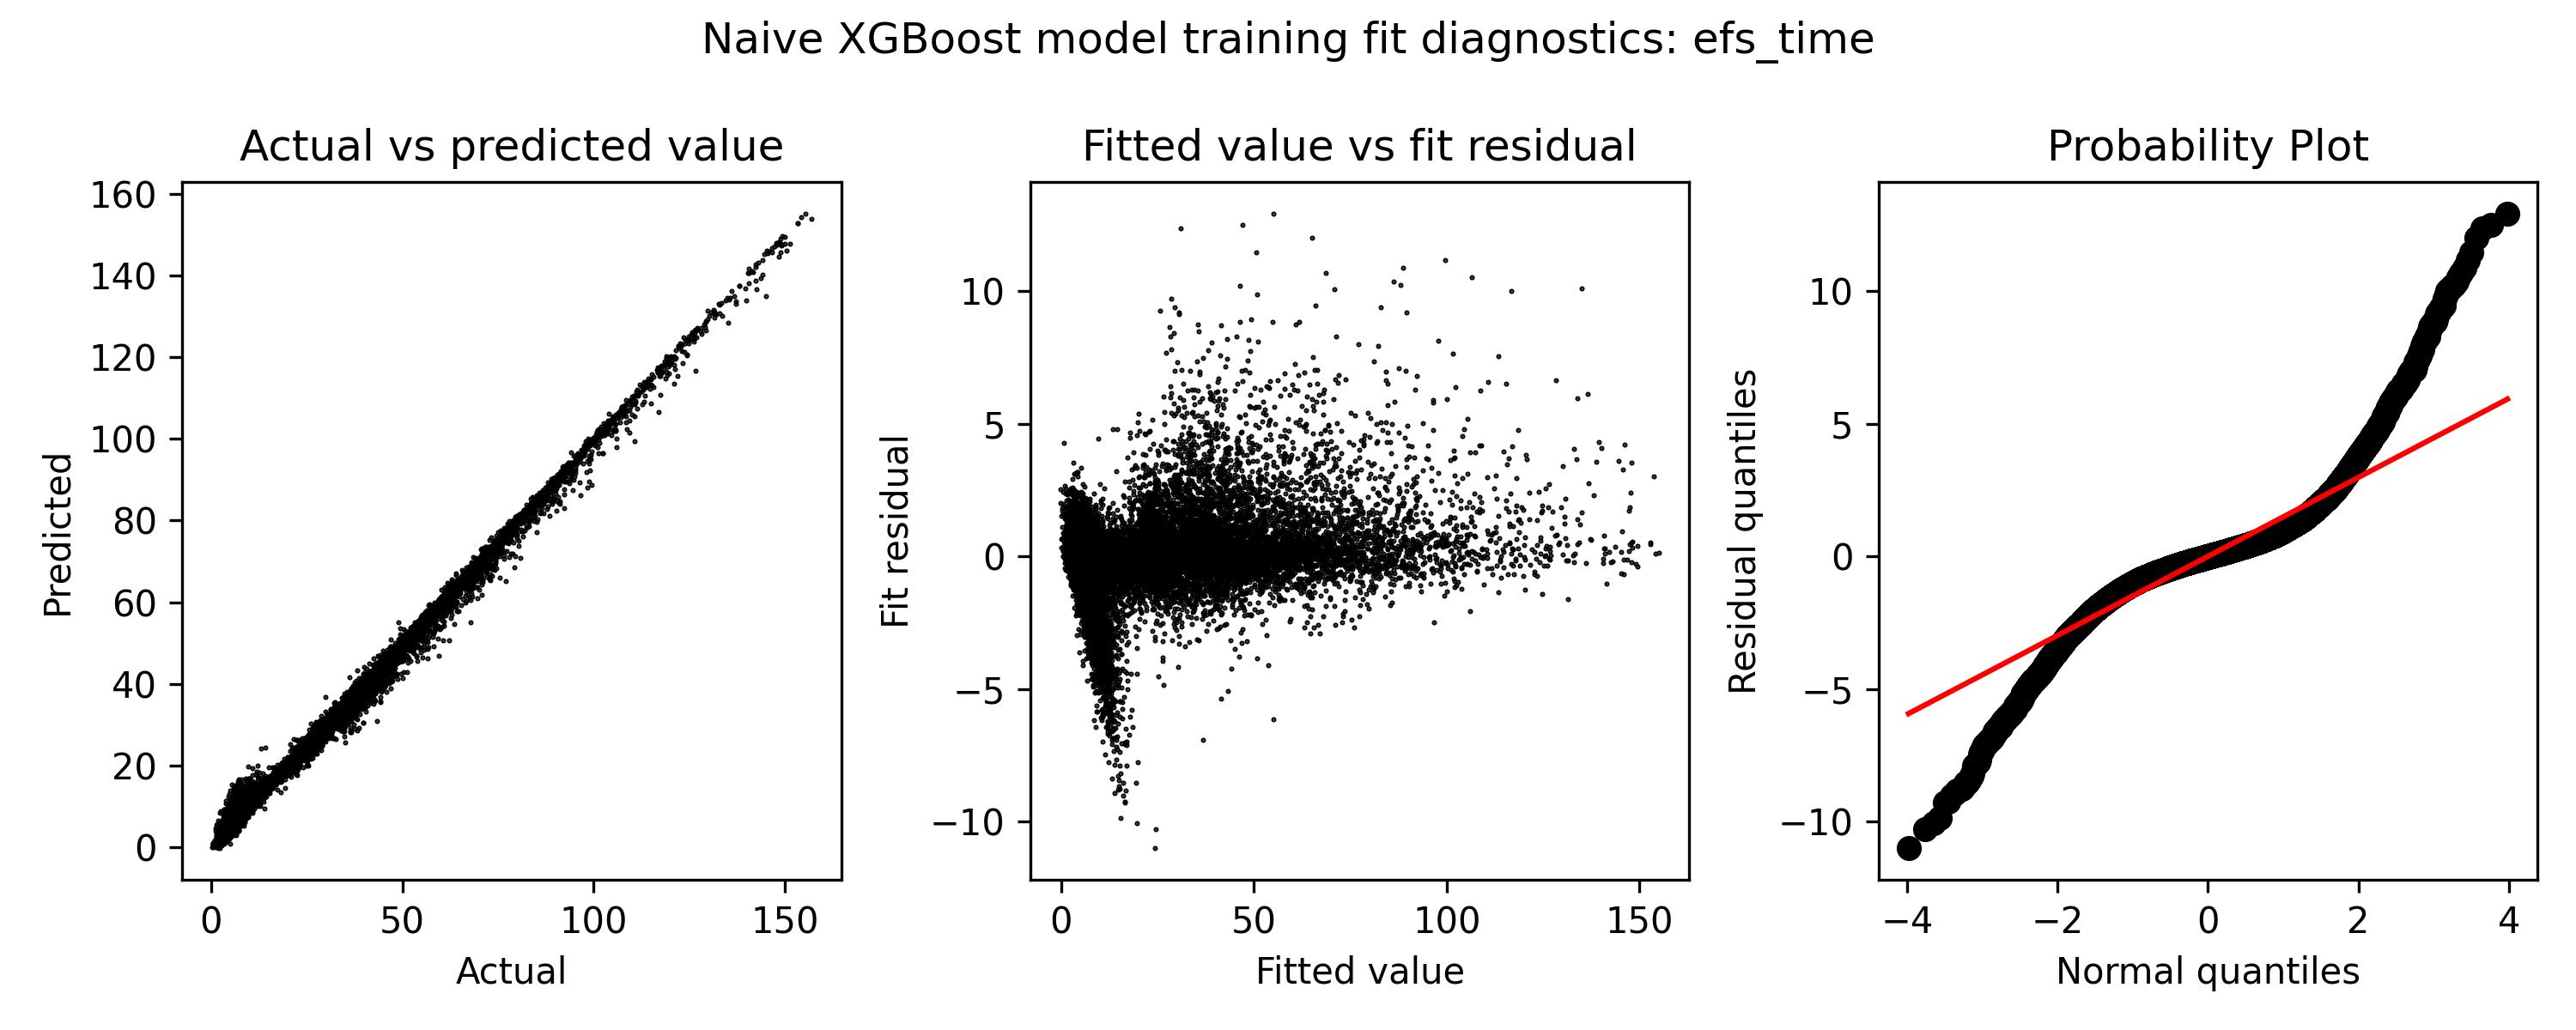 Naive XGBoost model training fit diagnostics: efs_time
Actual vs predicted value
160
140
120
100
80
60
40
20
0
Predicted
0 50 100 150
Actual
Fitted value vs fit residual
10
5
0
−5
−10
Fit residual
0 50 100 150
Fitted value
Probability Plot
10
5
0
−5
−10
Residual quantiles
−4 −2 0 2 4
Normal quantiles